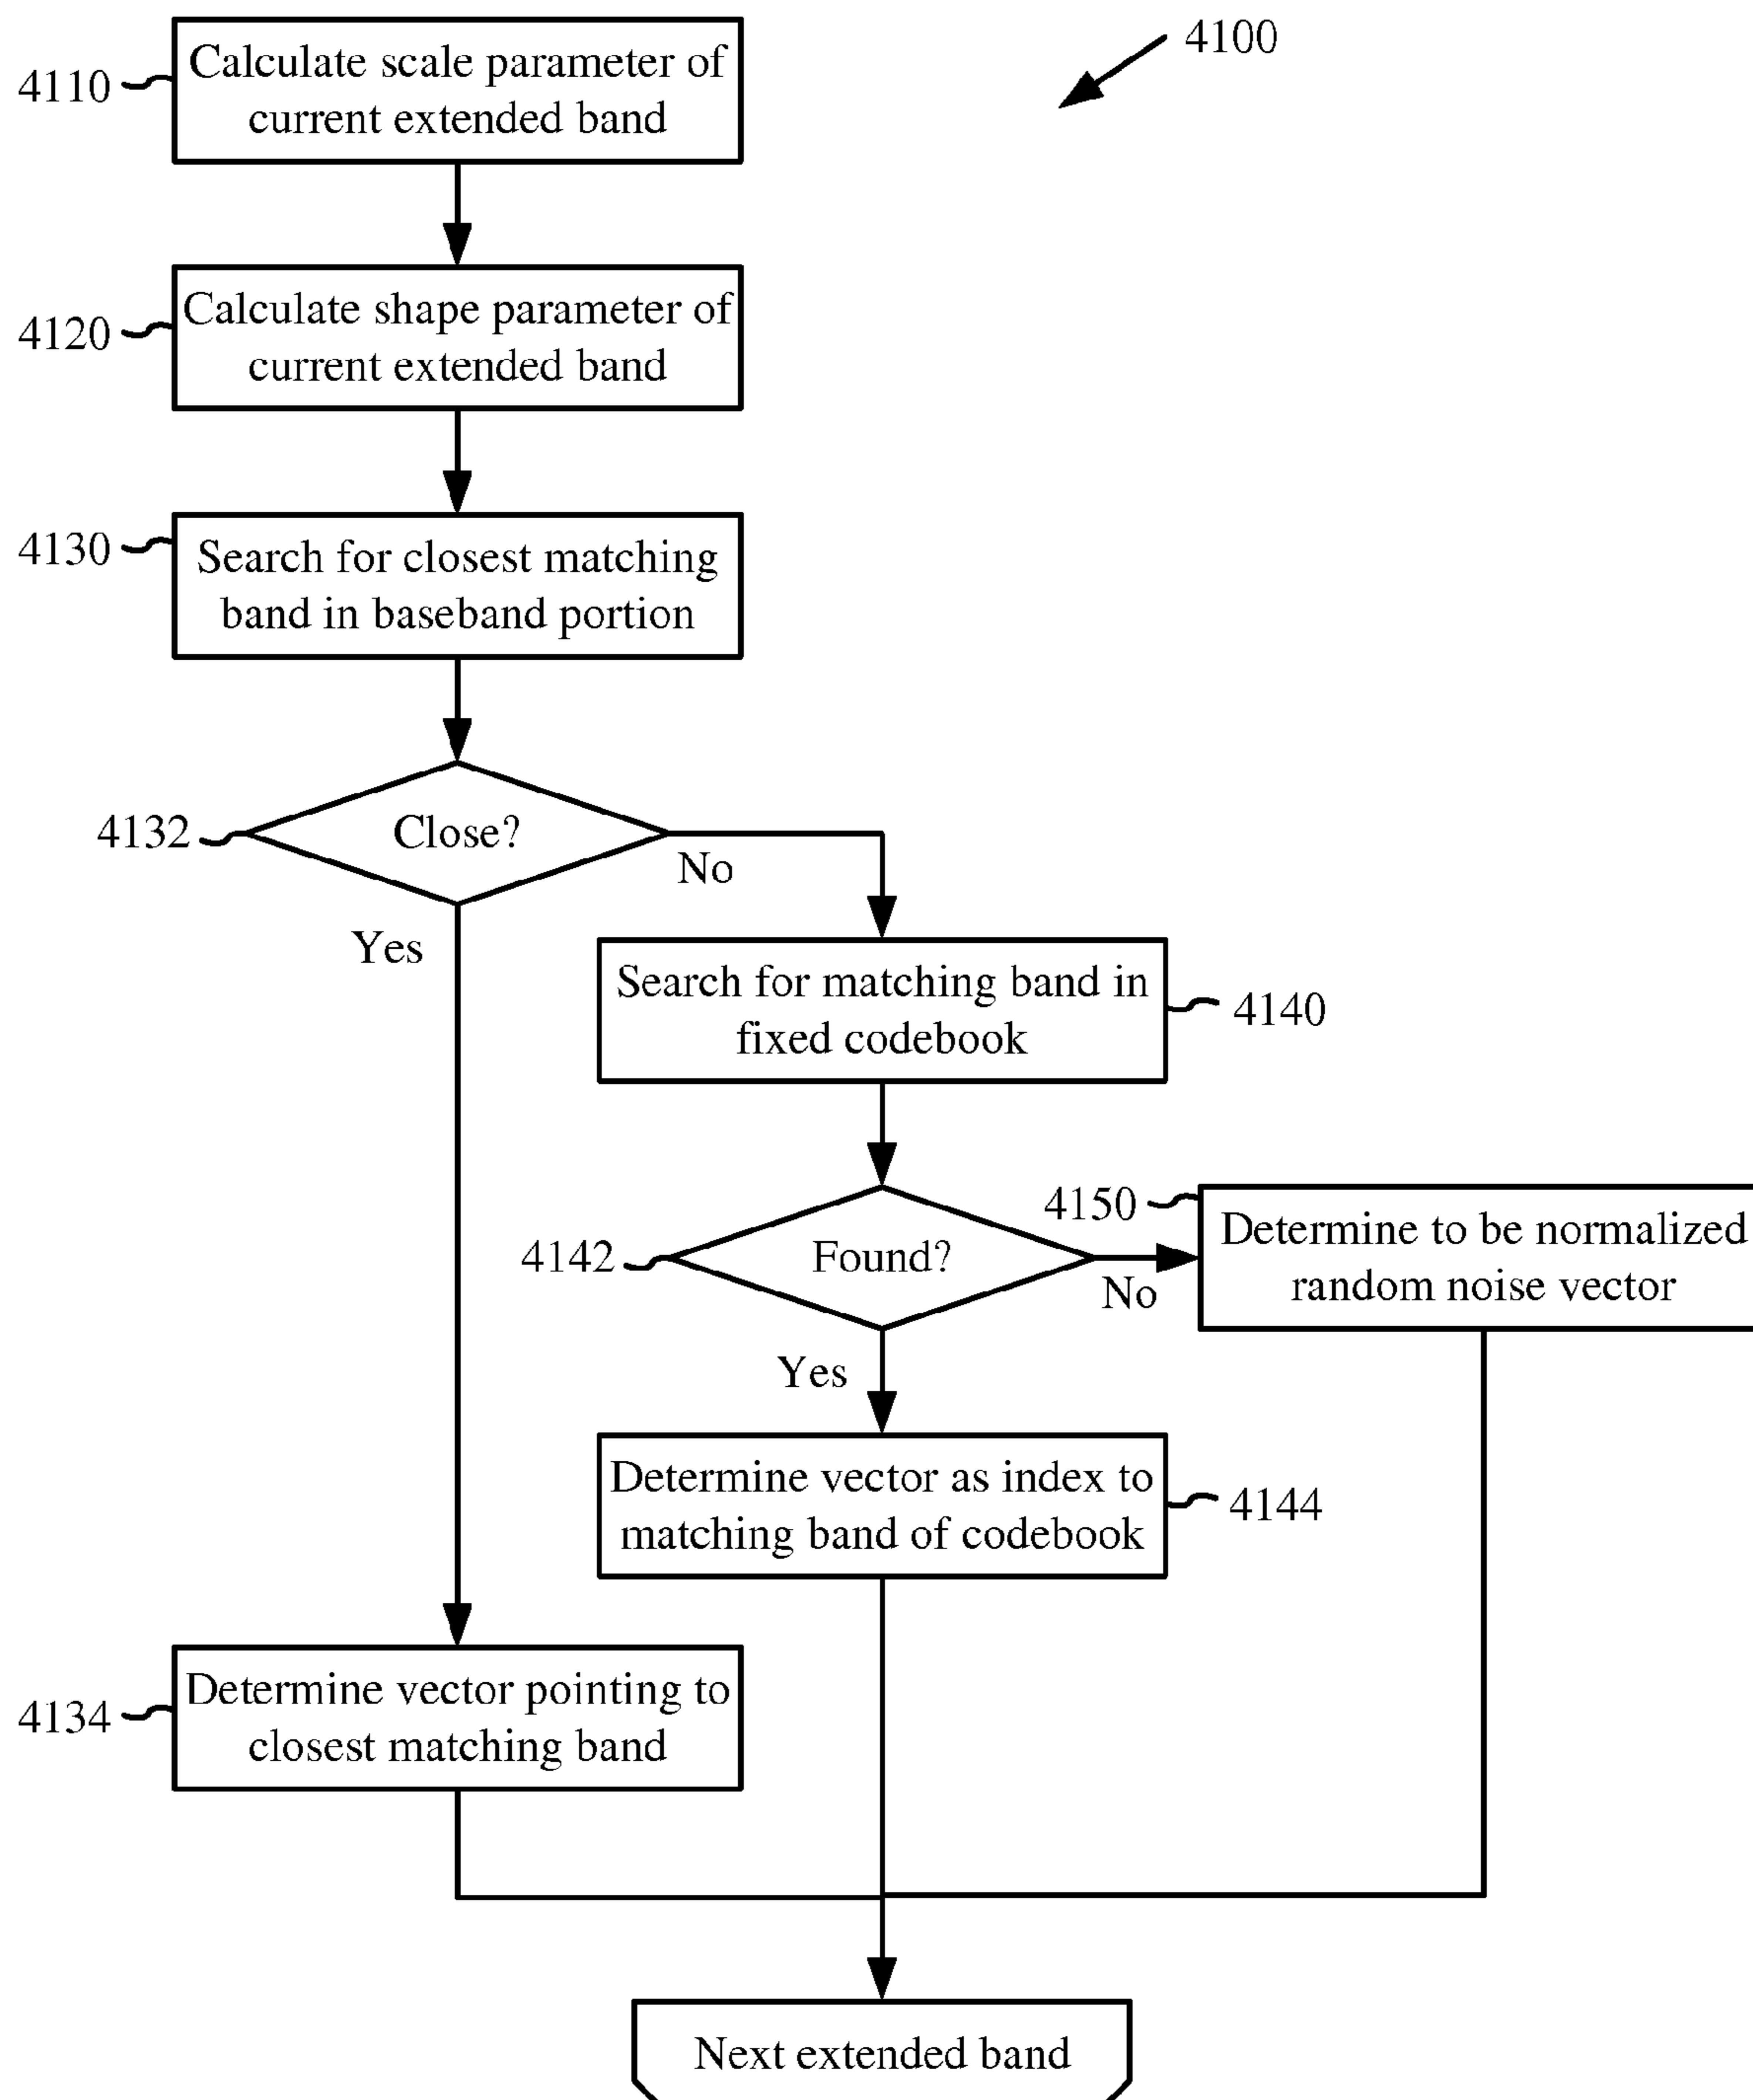 4100
4110
Calculate scale parameter of
current extended band
4120
Calculate shape parameter of
current extended band
4130
Search for closest matching
band in baseband portion
4132
Close?
No
Yes
Search for matching band in
fixed codebook
4140
4142
Found?
No
4150
Determine to be normalized
random noise vector
Yes
Determine vector as index to
matching band of codebook
4144
4134
Determine vector pointing to
closest matching band
Next extended band